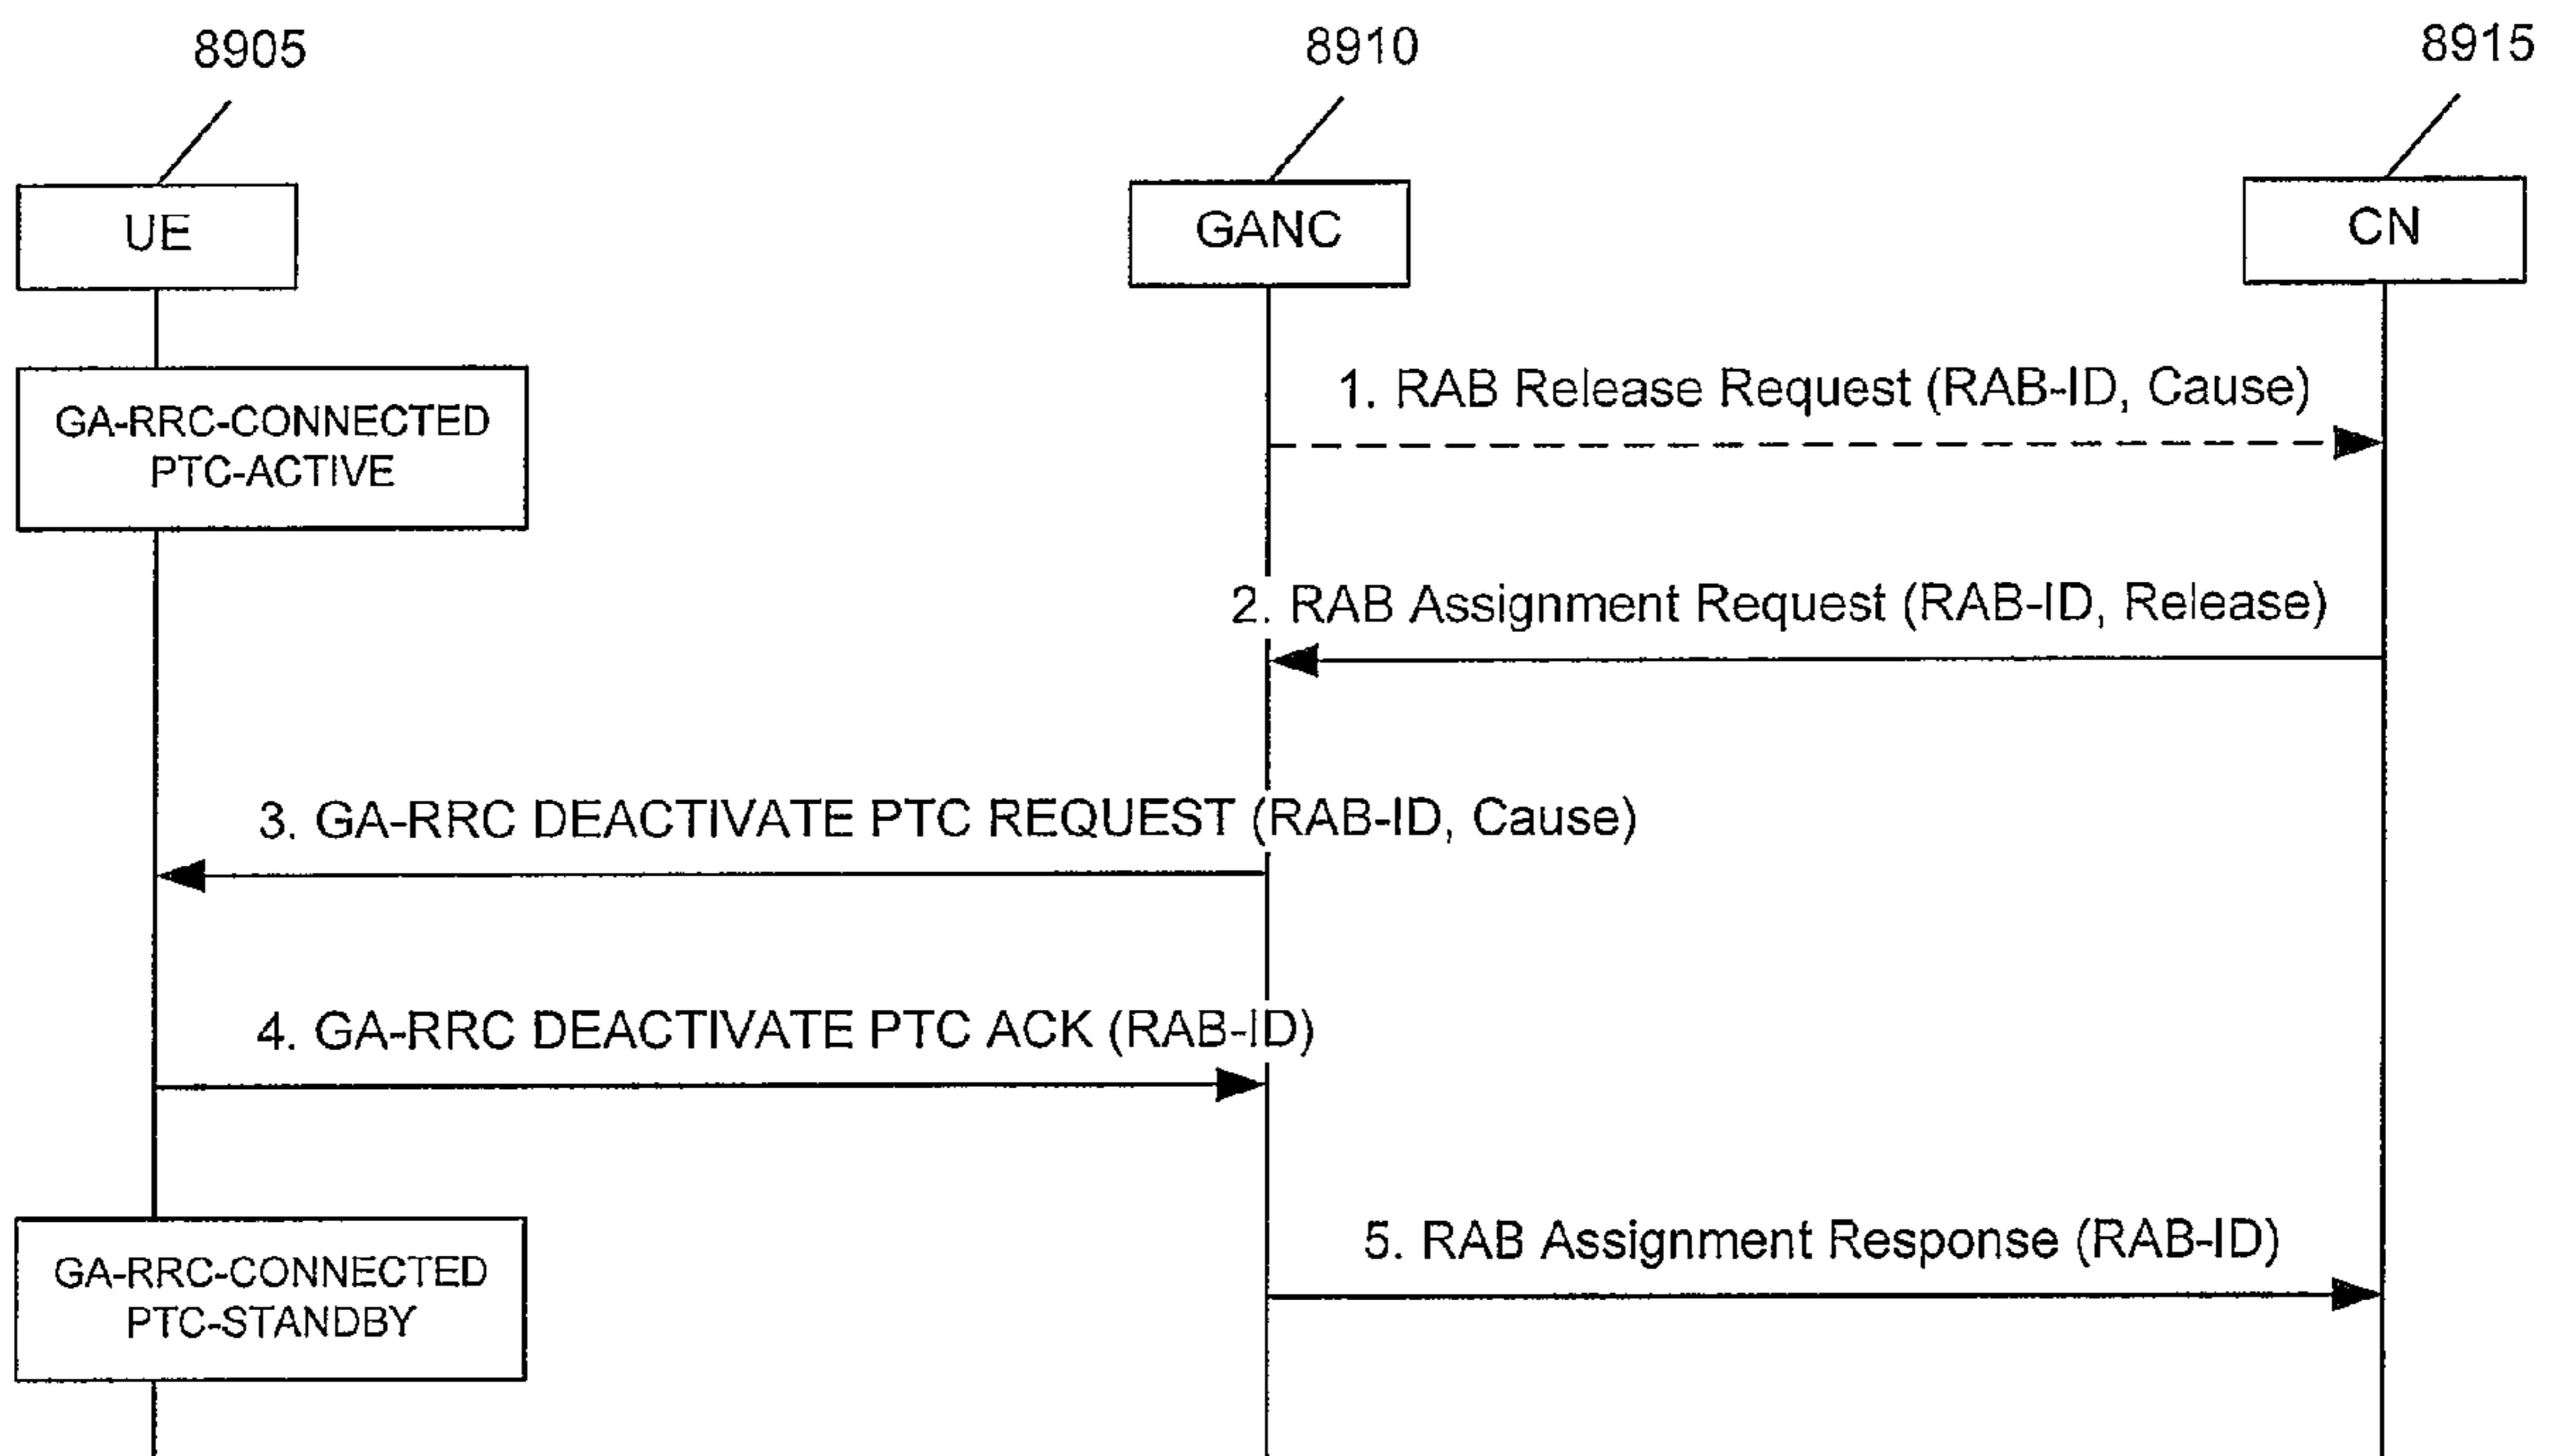 8905
8910
8915
UE
GANC
CN
GA-RRC-CONNECTED
PTC-ACTIVE
1. RAB Release Request (RAB-ID, Cause)
2. RAB Assignment Request (RAB-ID, Release)
3. GA-RRC DEACTIVATE PTC REQUEST (RAB-ID, Cause)
4. GA-RRC DEACTIVATE PTC ACK (RAB-ID)
GA-RRC-CONNECTED
PTC-STANDBY
5. RAB Assignment Response (RAB-ID)